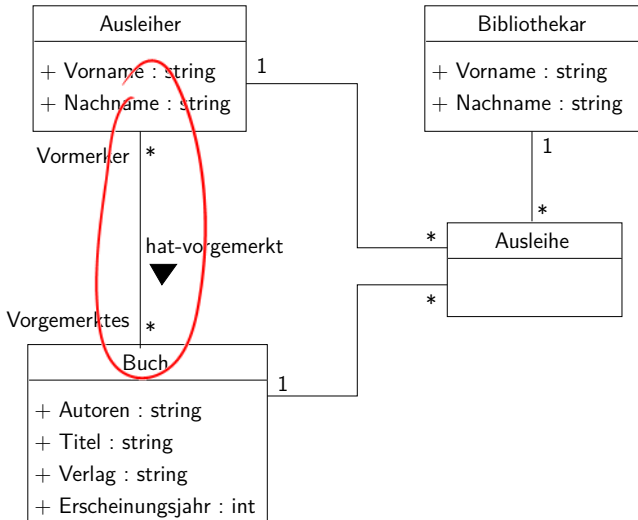 Ausleiher
+ Vorname : string
+ Nachname : string
Bibliothekar
+ Vorname : string
+ Nachname : string
1
Vormerker
*
1
*
hat-vorgemerkt
*
Ausleihe
*
Vorgemerktes
*
Buch
1
+ Autoren : string
+ Titel : string
+ Verlag : string
+ Erscheinungsjahr : int